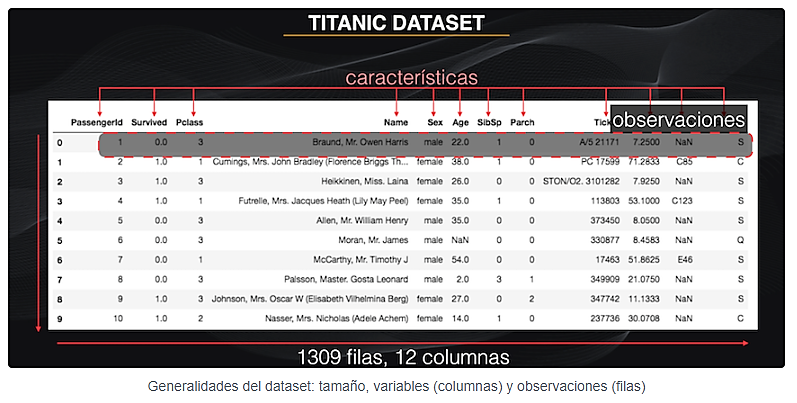 TITANIC DATASET
características
observaciones
PassengerId Survived Pclass Name Sex Age SibSp Parch
0 1 0.0 3 Braund, Mr. Owen Harris male 22.0 1 0 A/5 21171 7.2500 NaN S
1 2 1.0 1 Cumings, Mrs. John Bradley (Florence Briggs Th... female 38.0 1 0 PC 17599 71.2833 C85 C
2 3 1.0 3 Heikkinen, Miss. Laina female 26.0 0 0 STON/O2. 3101282 7.9250 NaN S
3 4 1.0 1 Futrelle, Mrs. Jacques Heath (Lily May Peel) female 35.0 1 0 113803 53.1000 C123 S
4 5 0.0 3 Allen, Mr. William Henry male 35.0 0 0 373450 8.0500 NaN S
5 6 0.0 3 Moran, Mr. James male NaN 0 0 330877 8.4583 NaN Q
6 7 0.0 1 McCarthy, Mr. Timothy J male 54.0 0 0 17463 51.8625 E46 S
7 8 0.0 3 Palsson, Master. Gosta Leonard male 2.0 3 1 349909 21.0750 NaN S
8 9 1.0 3 Johnson, Mrs. Oscar W (Elisabeth Vilhelmina Berg) female 27.0 0 2 347742 11.1333 NaN S
9 10 1.0 2 Nasser, Mrs. Nicholas (Adele Achem) female 14.0 1 0 237736 30.0708 NaN C
1309 filas, 12 columnas
Generalidades del dataset: tamaño, variables (columnas) y observaciones (filas)